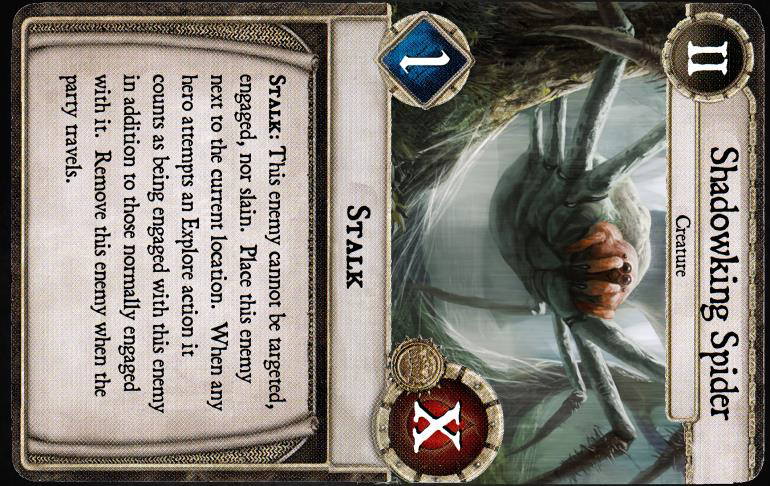 II
Shadowking Spider
Creature
1
X
STALK
STALK: This enemy cannot be targeted,
engaged, nor slain. Place this enemy
next to the current location. When any
hero attempts an Explore action it
counts as being engaged with this enemy
in addition to those normally engaged
with it. Remove this enemy when the
party travels.